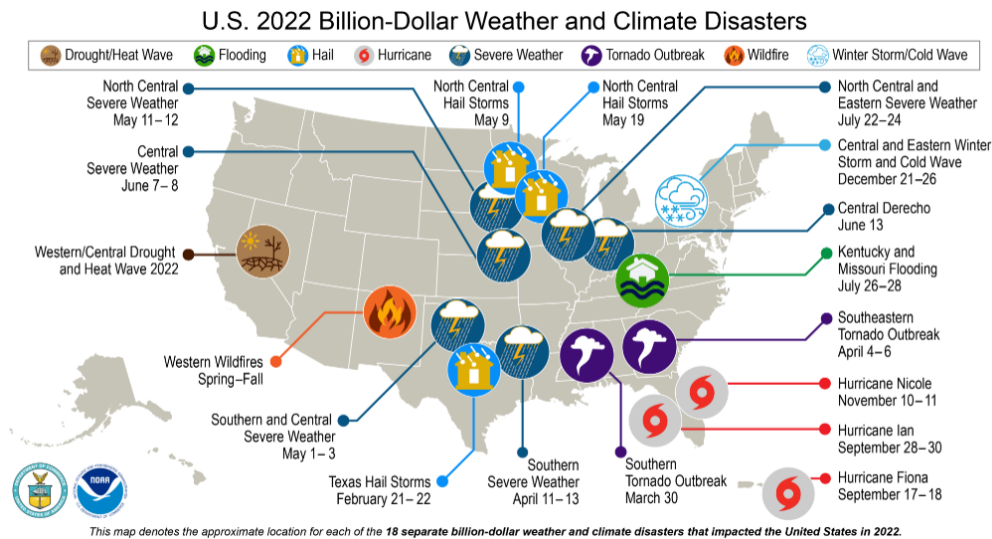 U.S. 2022 Billion-Dollar Weather and Climate Disasters
Drought/Heat Wave
Flooding
Hail
Hurricane
Severe Weather
Tornado Outbreak
Wildfire
Winter Storm/Cold Wave
North Central
Severe Weather
May 11–12
North Central
Hail Storms
May 9
North Central
Hail Storms
May 19
North Central and
Eastern Severe Weather
July 22–24
Central
Severe Weather
June 7–8
Central and Eastern Winter
Storm and Cold Wave
December 21–26
Central Derecho
June 13
Western/Central Drought
and Heat Wave 2022
Kentucky and
Missouri Flooding
July 26–28
Southeastern
Tornado Outbreak
April 4–6
Western Wildfires
Spring–Fall
Hurricane Nicole
November 10–11
Southern and Central
Severe Weather
May 1–3
Hurricane Ian
September 28–30
Texas Hail Storms
February 21–22
Southern
Severe Weather
April 11–13
Southern
Tornado Outbreak
March 30
Hurricane Fiona
September 17–18
NOAA
This map denotes the approximate location for each of the 18 separate billion-dollar weather and climate disasters that impacted the United States in 2022.